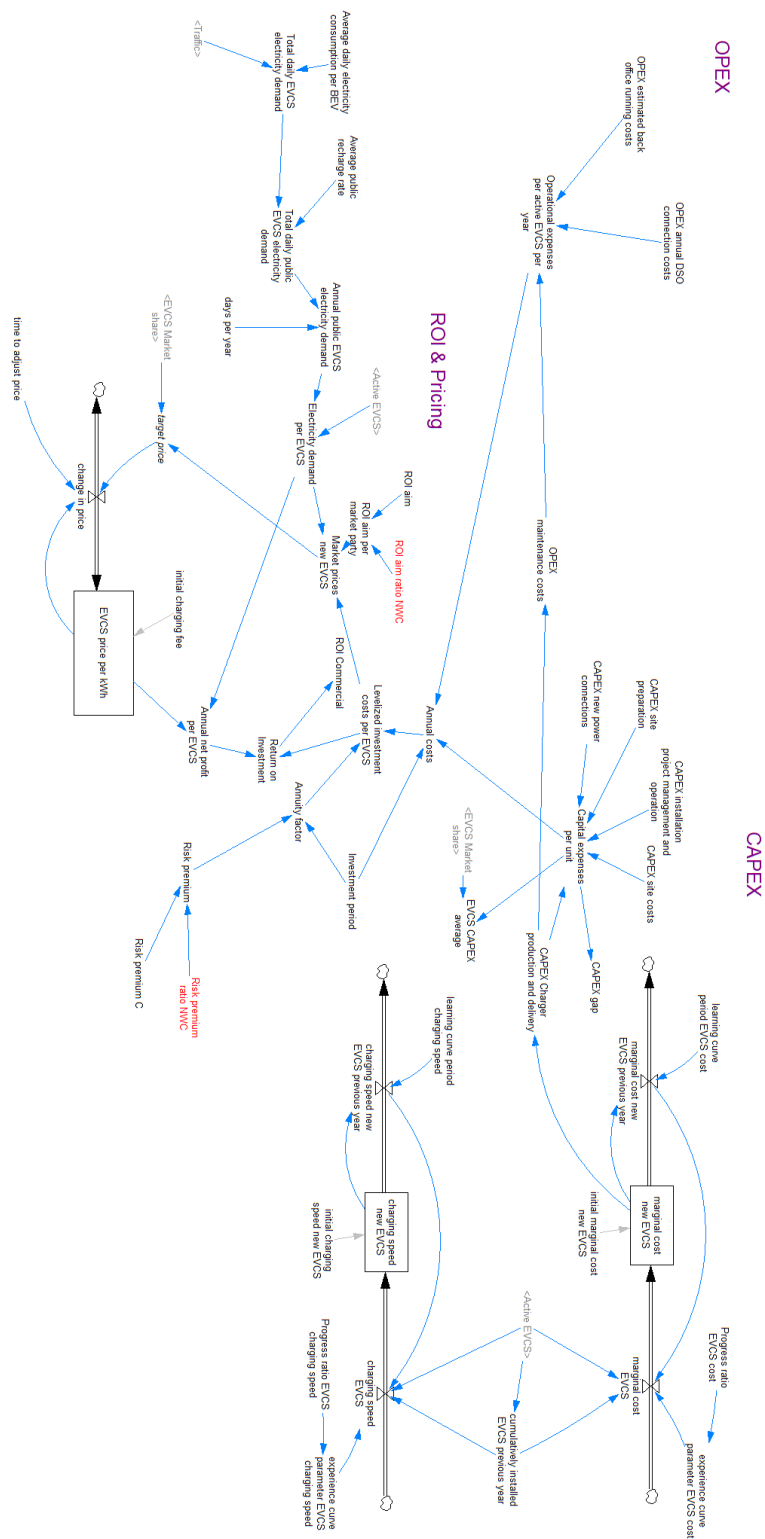 OPEX
OPEX estimated back
office running costs
OPEX annual DSO
connection costs
Operational expenses
per active EVCS per
year
OPEX
maintenance costs
CAPEX
CAPEX site
preparation
CAPEX new power
connections
CAPEX installation
project management and
operation
CAPEX site costs
Capital expenses
per unit
CAPEX gap
CAPEX Charger
production and delivery
<EVCS Market
share>
EVCS CAPEX
average
learning curve
period EVCS cost
marginal cost new
EVCS previous year
marginal cost
new EVCS
initial marginal cost
new EVCS
Progress ratio
EVCS cost
marginal cost
EVCS
experience curve
parameter EVCS cost
<Active EVCS>
cumulatively installed
EVCS previous year
learning curve period
charging speed
charging speed new
EVCS previous year
charging speed
new EVCS
initial charging
speed new EVCS
charging speed
EVCS
Progress ratio EVCS
charging speed
experience curve
parameter EVCS
charging speed
ROI & Pricing
Average daily electricity
consumption per BEV
<Traffic>
Total daily EVCS
electricity demand
Average public
recharge rate
Total daily public
EVCS electricity
demand
Annual public EVCS
electricity demand
days per year
<Active EVCS>
Electricity demand
per EVCS
ROI aim
ROI aim per
market party
ROI aim ratio NWC
Market prices
new EVCS
ROI Commercial
Levelized investment
costs per EVCS
Annual costs
Return on
Investment
Annual net profit
per EVCS
Annuity factor
Investment period
Risk premium
Risk premium C
Risk premium
ratio NWC
<EVCS Market
share>
target price
time to adjust price
change in price
initial charging fee
EVCS price per kWh